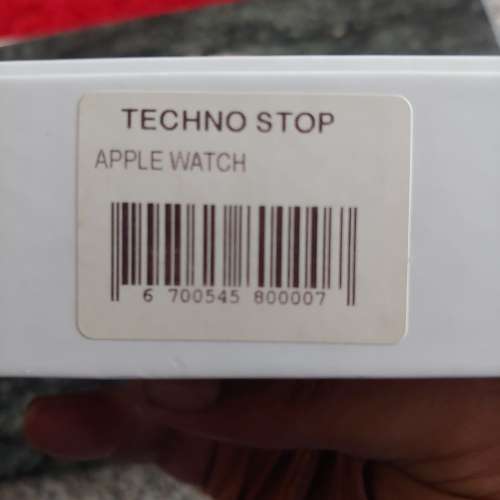 TECHNO STOP
APPLE WATCH
6 700545 800007